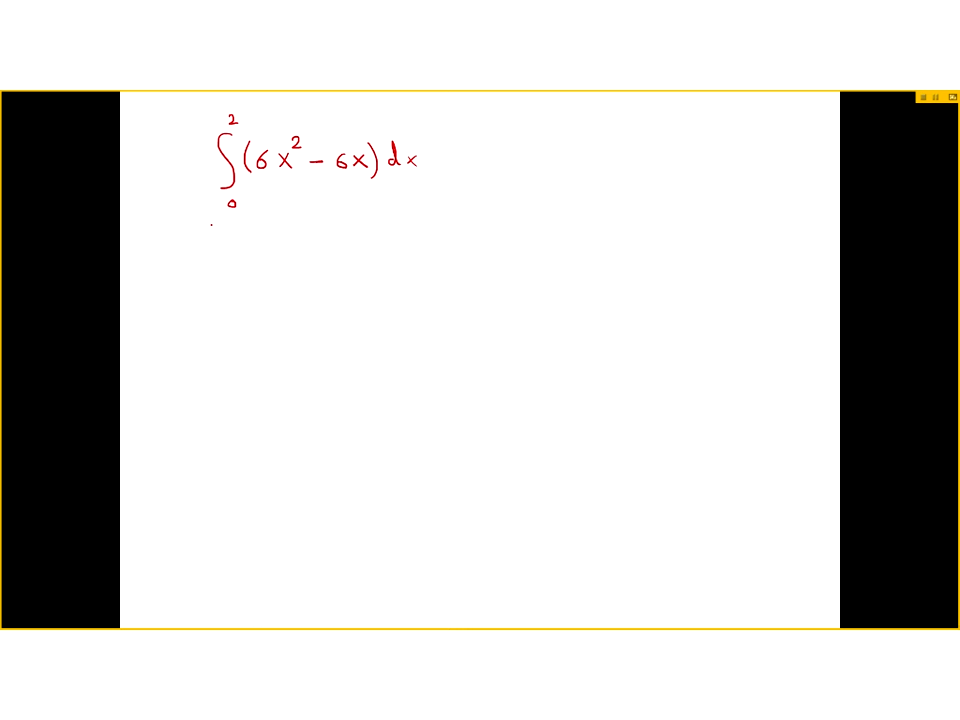 ∫₀² (6x² − 6x) dx